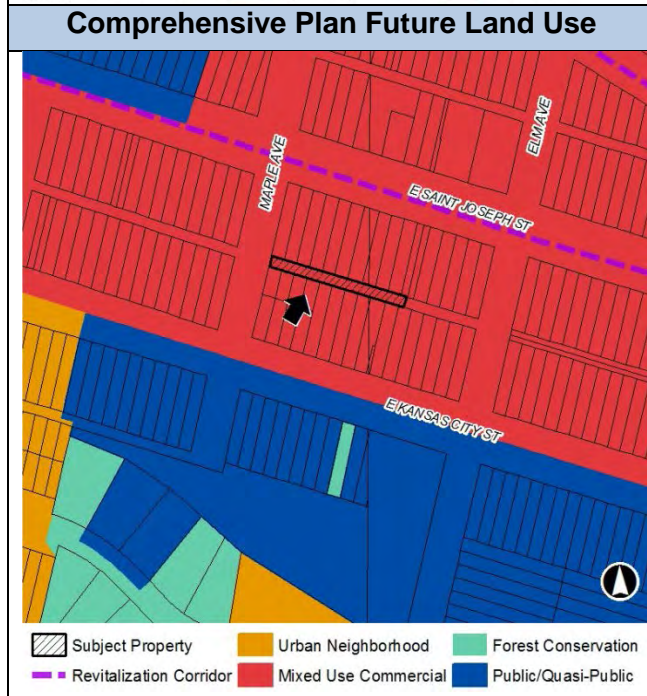 Comprehensive Plan Future Land Use
ELM AVE
MAPLE AVE
E SAINT JOSEPH ST
E KANSAS CITY ST
Subject Property
Urban Neighborhood
Forest Conservation
Revitalization Corridor
Mixed Use Commercial
Public/Quasi-Public